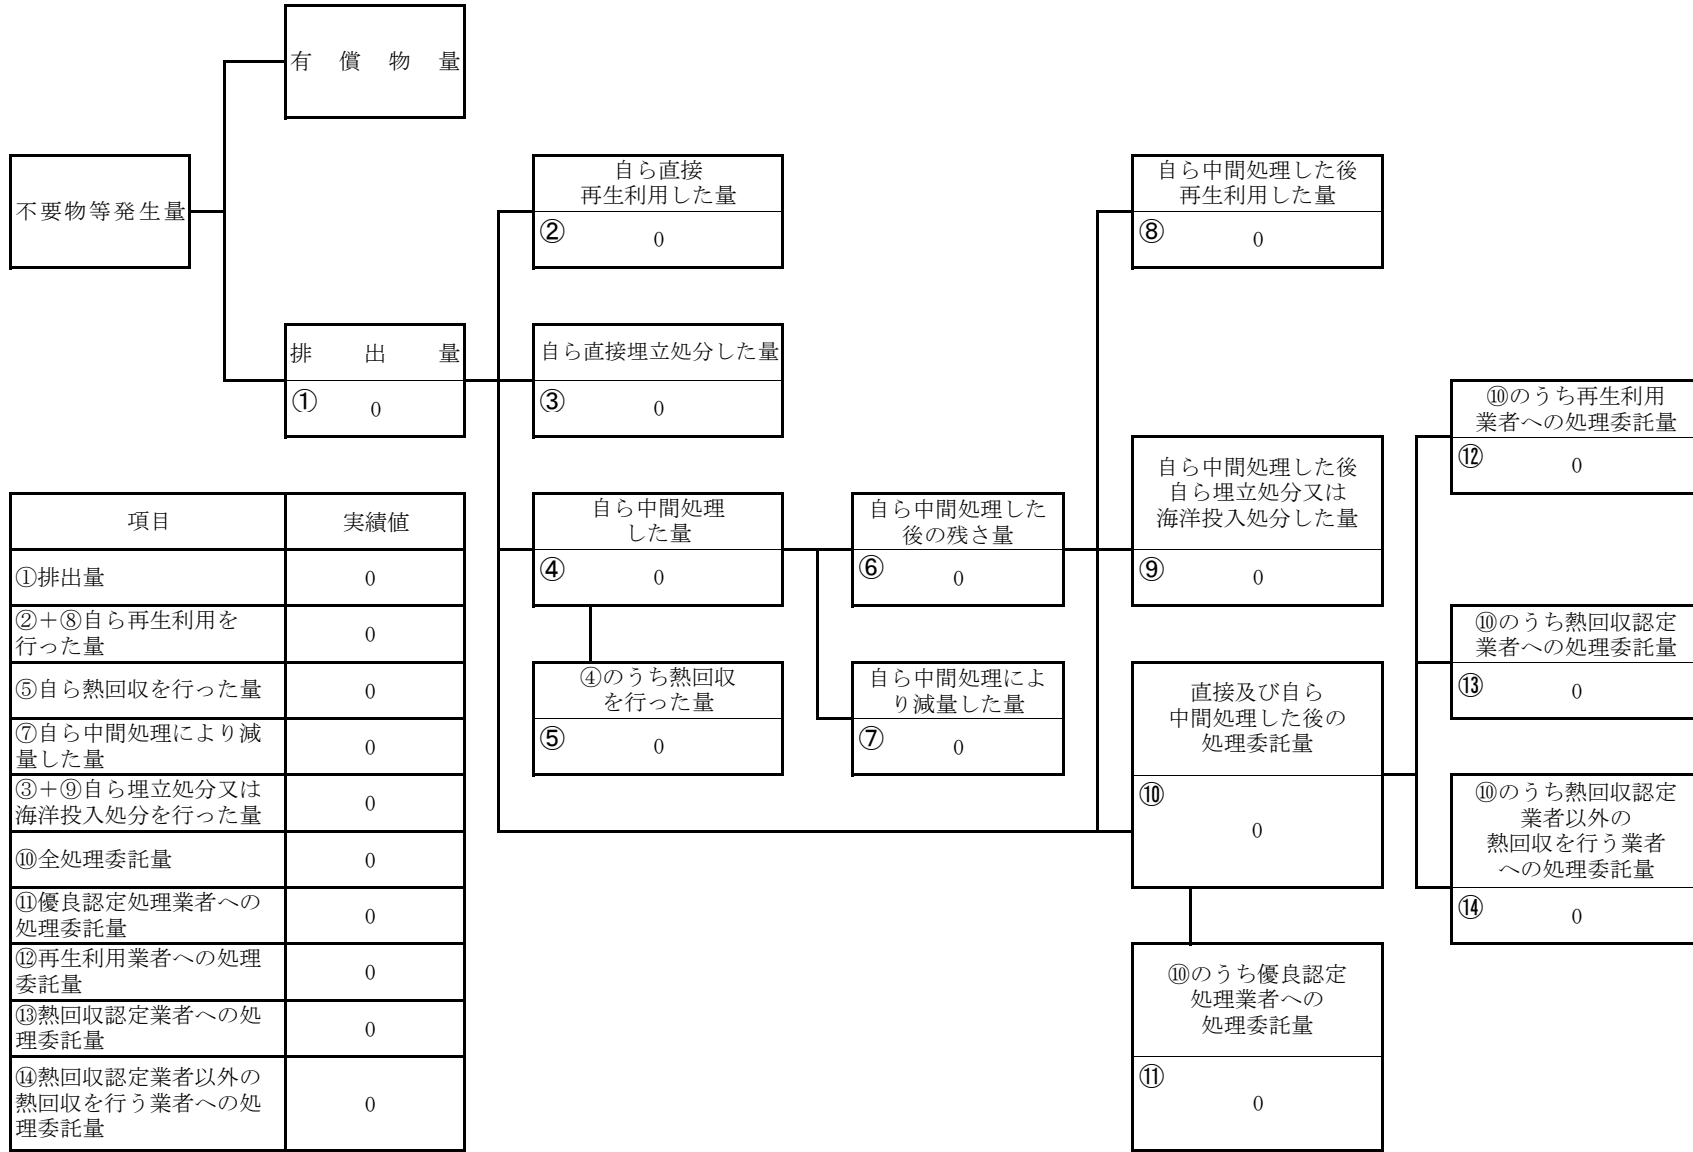 有償物量
不要物等発生量
排出量
① 0
自ら直接
再生利用した量
② 0
自ら直接埋立処分した量
③ 0
自ら中間処理
した量
④ 0
④のうち熱回収
を行った量
⑤ 0
自ら中間処理した
後の残さ量
⑥ 0
自ら中間処理によ
り減量した量
⑦ 0
自ら中間処理した後
再生利用した量
⑧ 0
自ら中間処理した後
自ら埋立処分又は
海洋投入処分した量
⑨ 0
直接及び自ら
中間処理した後の
処理委託量
⑩
0
⑩のうち優良認定
処理業者への
処理委託量
⑪
0
⑩のうち再生利用
業者への処理委託量
⑫ 0
⑩のうち熱回収認定
業者への処理委託量
⑬ 0
⑩のうち熱回収認定
業者以外の
熱回収を行う業者
への処理委託量
⑭ 0
項目 実績値
①排出量 0
②+⑧自ら再生利用を
行った量 0
⑤自ら熱回収を行った量 0
⑦自ら中間処理により減
量した量 0
③+⑨自ら埋立処分又は
海洋投入処分を行った量 0
⑩全処理委託量 0
⑪優良認定処理業者への
処理委託量 0
⑫再生利用業者への処理
委託量 0
⑬熱回収認定業者への処
理委託量 0
⑭熱回収認定業者以外の
熱回収を行う業者への処 0
理委託量